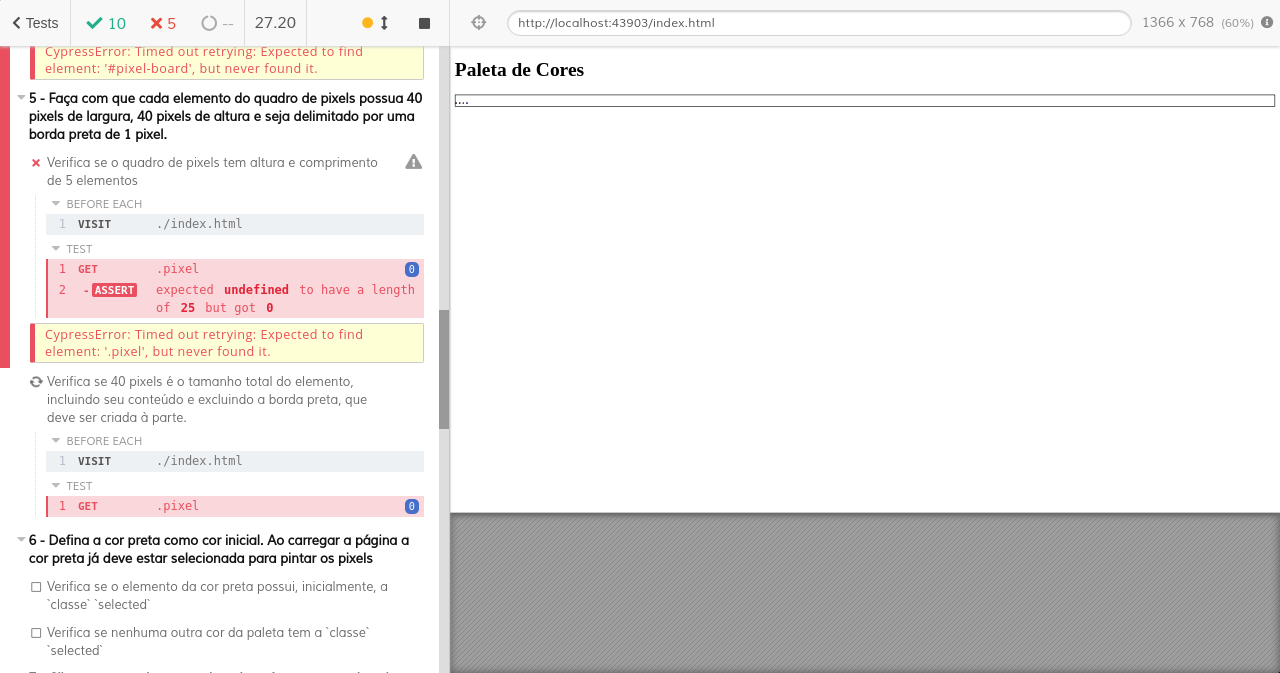 Tests 10 5 -- 27.20
http://localhost:43903/index.html 1366 x 768 (60%)
CypressError: Timed out retrying: Expected to find
element: '#pixel-board', but never found it.
5 - Faça com que cada elemento do quadro de pixels possua 40
pixels de largura, 40 pixels de altura e seja delimitado por uma
borda preta de 1 pixel.
Verifica se o quadro de pixels tem altura e comprimento
de 5 elementos
BEFORE EACH
1 VISIT ./index.html
TEST
1 GET .pixel 0
2 -ASSERT expected undefined to have a length
of 25 but got 0
CypressError: Timed out retrying: Expected to find
element: '.pixel', but never found it.
Verifica se 40 pixels é o tamanho total do elemento,
incluindo seu conteúdo e excluindo a borda preta, que
deve ser criada à parte.
BEFORE EACH
1 VISIT ./index.html
TEST
1 GET .pixel 0
6 - Defina a cor preta como cor inicial. Ao carregar a página a
cor preta já deve estar selecionada para pintar os pixels
Verifica se o elemento da cor preta possui, inicialmente, a
`classe` `selected`
Verifica se nenhuma outra cor da paleta tem a `classe`
`selected`
Paleta de Cores
....